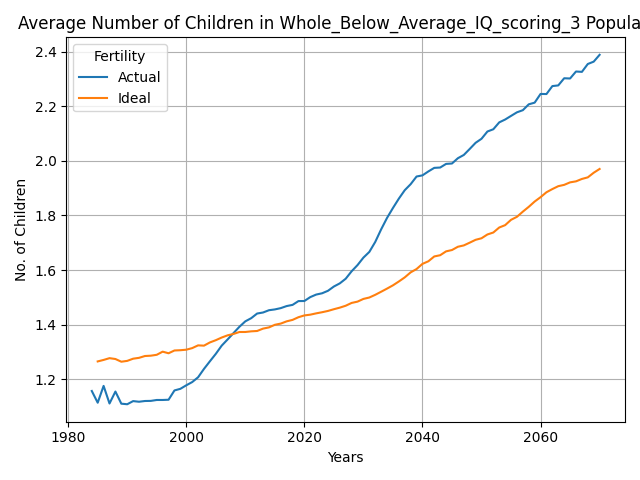 Average Number of Children in Whole_Below_Average_IQ_scoring_3 Popula
Fertility
Actual
Ideal
No. of Children
2.4
2.2
2.0
1.8
1.6
1.4
1.2
1980
2000
2020
2040
2060
Years